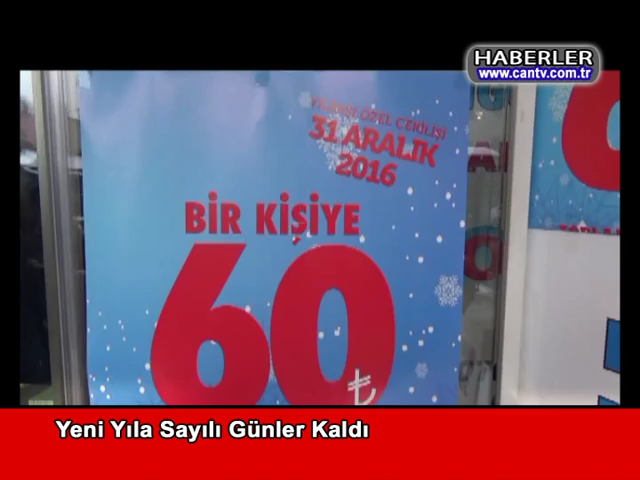 HABERLER
www.cantv.com.tr
YILBAŞI ÖZEL ÇEKİLİŞİ
31 ARALIK
2016
BİR KİŞİYE
60
₺
Yeni Yıla Sayılı Günler Kaldı